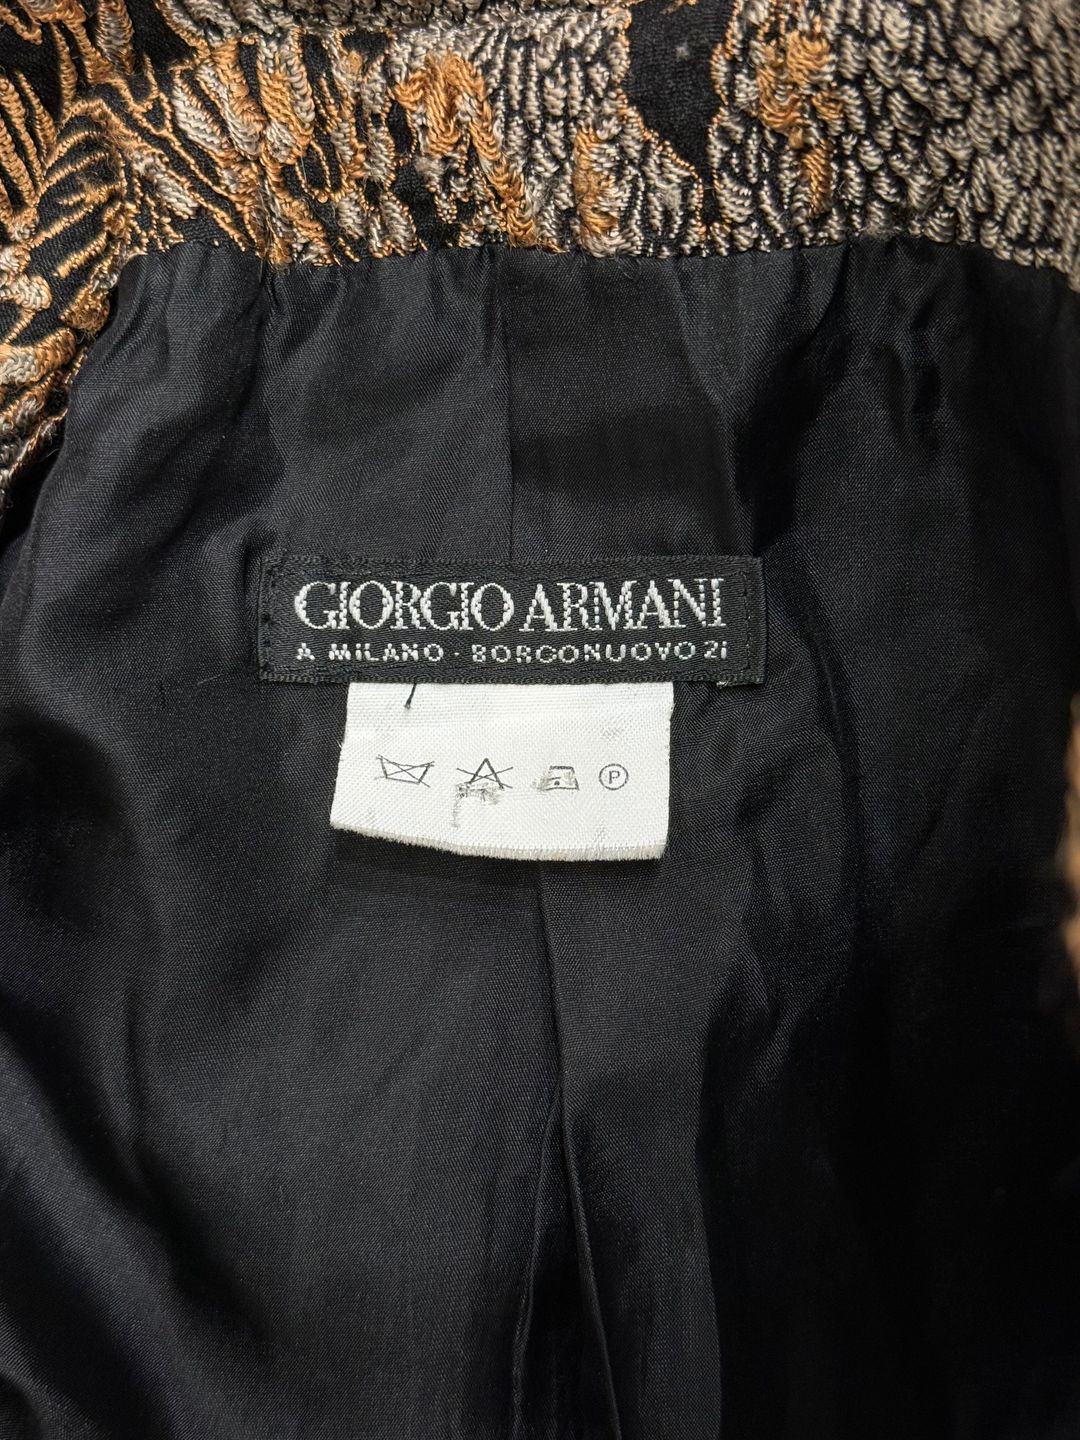 GIORGIO ARMANI
A MILANO · BORGONUOVO 21
P